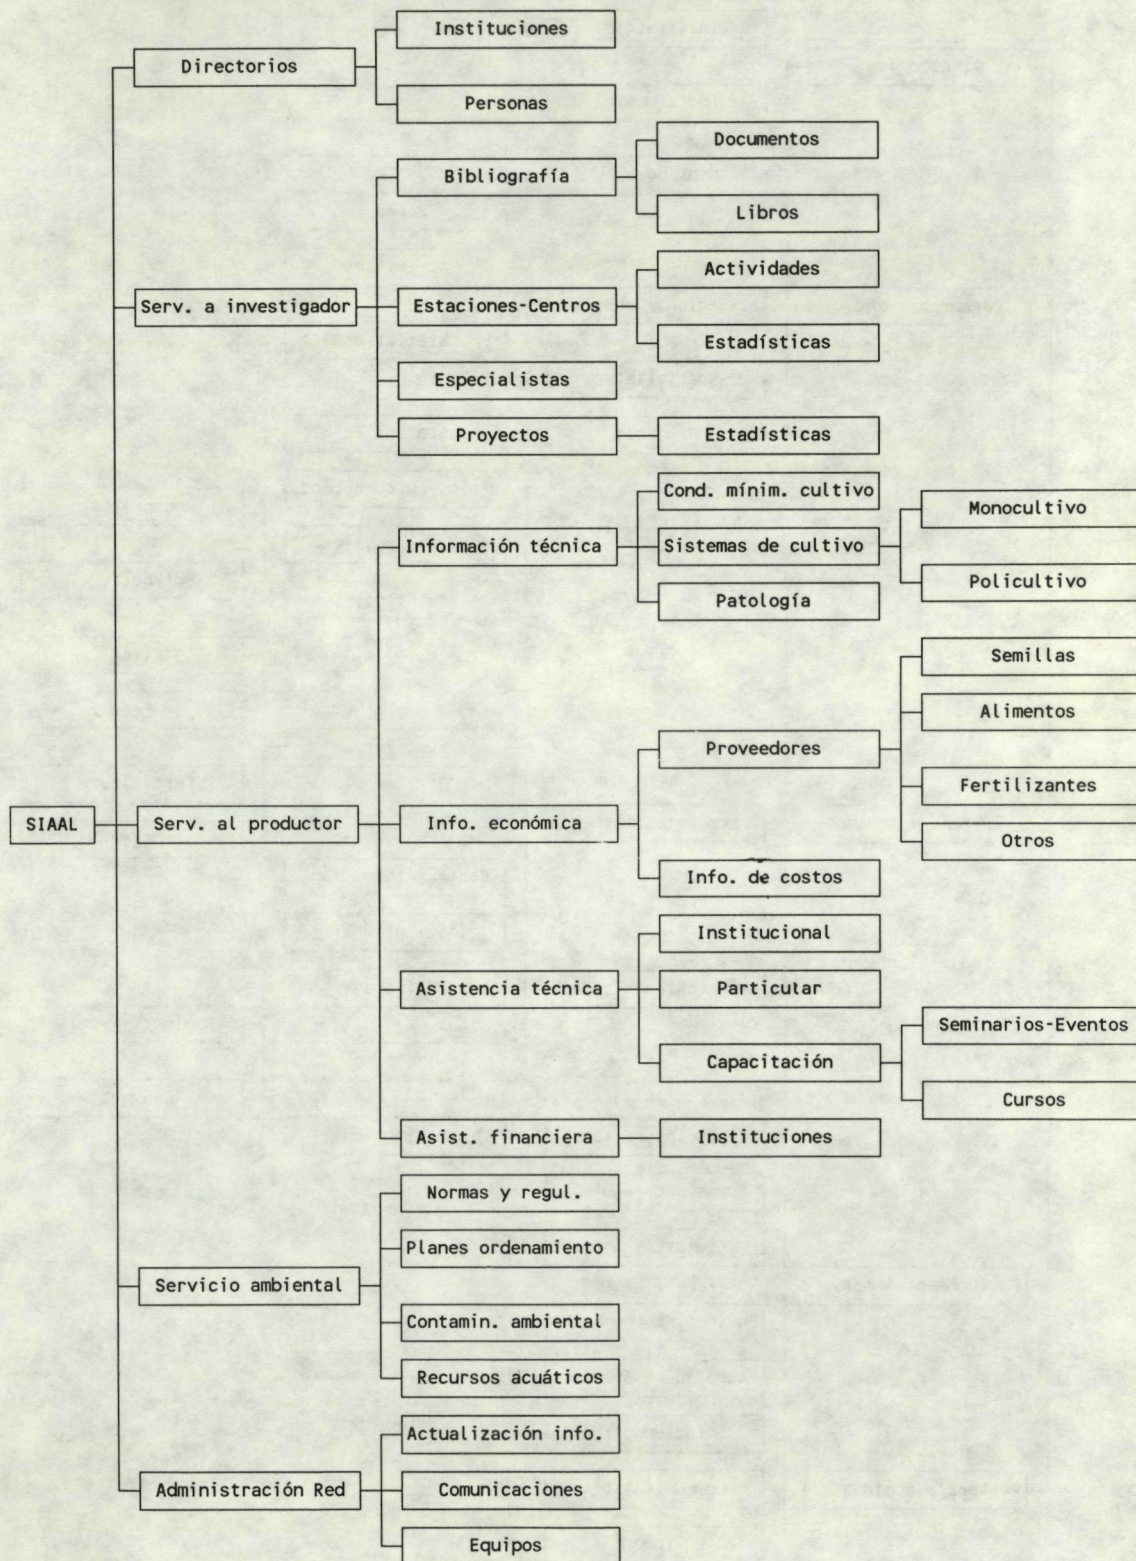 Instituciones
Directorios
Personas
Documentos
Bibliografía
Libros
Actividades
Serv. a investigador
Estaciones-Centros
Estadísticas
Especialistas
Proyectos
Estadísticas
Cond. mínim. cultivo
Monocultivo
Información técnica
Sistemas de cultivo
Policultivo
Patología
Semillas
Alimentos
Proveedores
Fertilizantes
SIAAL
Serv. al productor
Info. económica
Otros
Info. de costos
Institucional
Asistencia técnica
Particular
Seminarios-Eventos
Capacitación
Cursos
Asist. financiera
Instituciones
Normas y regul.
Planes ordenamiento
Servicio ambiental
Contamin. ambiental
Recursos acuáticos
Actualización info.
Administración Red
Comunicaciones
Equipos